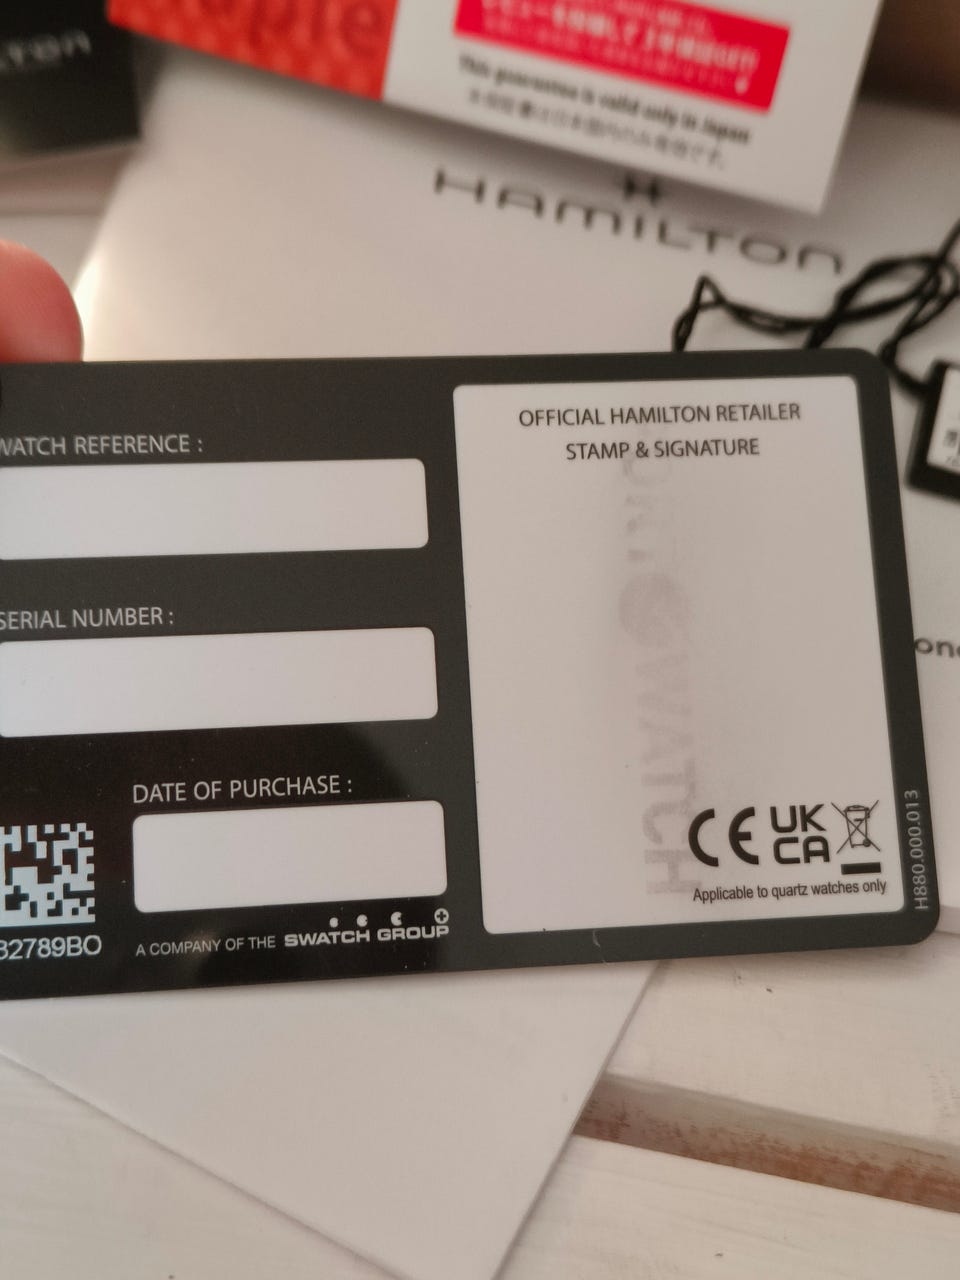 This guarantee is valid only in Japan
HAMILTON
WATCH REFERENCE :
SERIAL NUMBER :
DATE OF PURCHASE :
A COMPANY OF THE SWATCH GROUP
OFFICIAL HAMILTON RETAILER
STAMP & SIGNATURE
CE UK
CA
Applicable to quartz watches only
H880.000.013